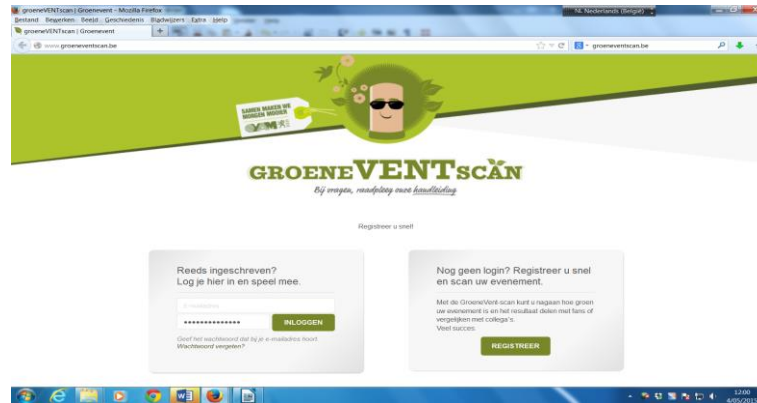 groeneVENTscan | Groenevent - Mozilla Firefox
NL Nederlands (België)
Bestand Bewerken Beeld Geschiedenis Bladwijzers Extra Help
groeneVENTscan | Groenevent
www.groeneventscan.be
groeneventscan.be
SAMEN MAKEN WE
MORGEN MOOIER
OVAM
GROENEVENTSCAN
Bij vragen, raadpleeg onze handleiding
Registreer u snel!
Reeds ingeschreven?
Log je hier in en speel mee.
INLOGGEN
Geef het wachtwoord dat bij je e-mailadres hoort.
Wachtwoord vergeten?
Nog geen login? Registreer u snel
en scan uw evenement.
Met de GroeneVent-scan kunt u nagaan hoe groen
uw evenement is en het resultaat delen met fans of
vergelijken met collega's.
Veel succes.
REGISTREER
12:00